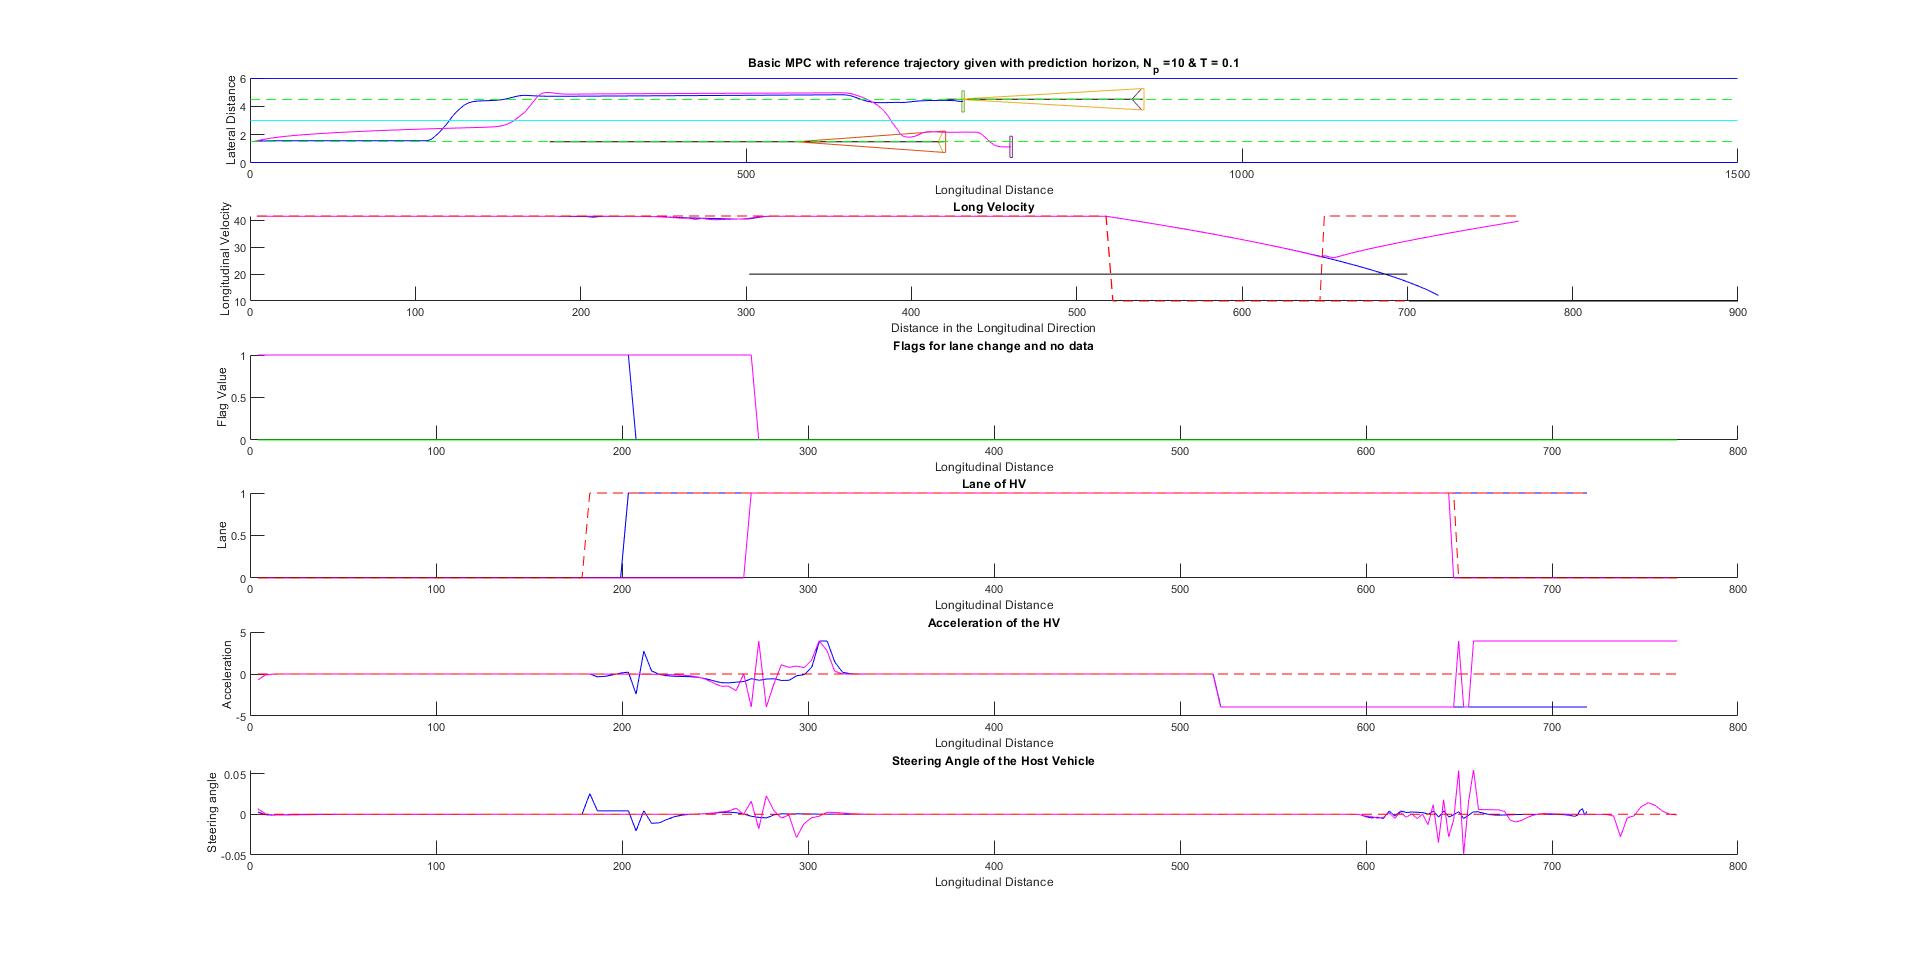 Basic MPC with reference trajectory given with prediction horizon, Np =10 & T = 0.1
Lateral Distance
6
4
2
0
0 500 1000 1500
Longitudinal Distance
Long Velocity
Longitudinal Velocity
40
30
20
10
0 100 200 300 400 500 600 700 800 900
Distance in the Longitudinal Direction
Flags for lane change and no data
Flag Value
1
0.5
0
0 100 200 300 400 500 600 700 800
Longitudinal Distance
Lane of HV
Lane
1
0.5
0
0 100 200 300 400 500 600 700 800
Longitudinal Distance
Acceleration of the HV
Acceleration
5
0
-5
0 100 200 300 400 500 600 700 800
Longitudinal Distance
Steering Angle of the Host Vehicle
Steering angle
0.05
0
-0.05
0 100 200 300 400 500 600 700 800
Longitudinal Distance